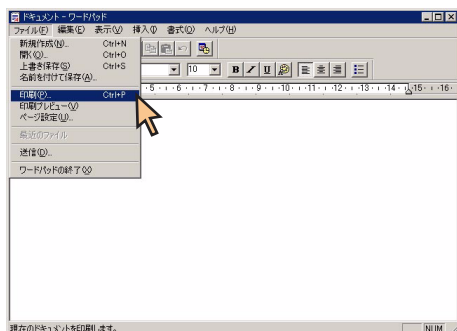 ドキュメント - ワードパッド
ファイル(F) 編集(E) 表示(V) 挿入(I) 書式(O) ヘルプ(H)
新規作成(N)... Ctrl+N
開く(O)... Ctrl+O
上書き保存(S) Ctrl+S
名前を付けて保存(A)...
10 B I U
印刷(P)... Ctrl+P
印刷プレビュー(V)
ページ設定(U)...
5 6 7 8 9 10 11 12 13 14 15 16
最近のファイル
送信(D)...
ワードパッドの終了(X)
現在のドキュメントを印刷します。
NUM